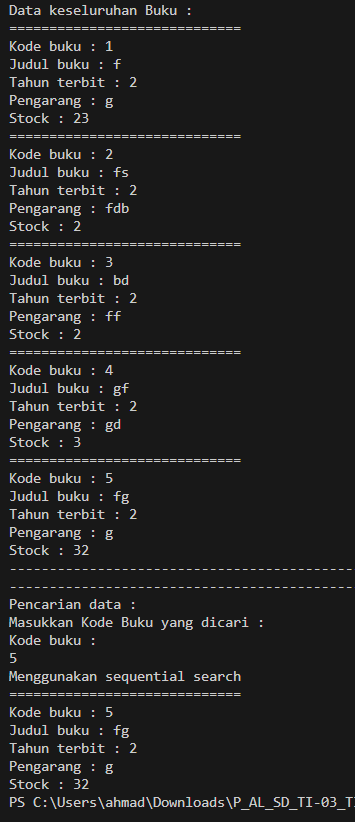 Data keseluruhan Buku :
=============================
Kode buku : 1
Judul buku : f
Tahun terbit : 2
Pengarang : g
Stock : 23
=============================
Kode buku : 2
Judul buku : fs
Tahun terbit : 2
Pengarang : fdb
Stock : 2
=============================
Kode buku : 3
Judul buku : bd
Tahun terbit : 2
Pengarang : ff
Stock : 2
=============================
Kode buku : 4
Judul buku : gf
Tahun terbit : 2
Pengarang : gd
Stock : 3
=============================
Kode buku : 5
Judul buku : fg
Tahun terbit : 2
Pengarang : g
Stock : 32
-------------------------------------------
-------------------------------------------
Pencarian data :
Masukkan Kode Buku yang dicari :
Kode buku :
5
Menggunakan sequential search
=============================
Kode buku : 5
Judul buku : fg
Tahun terbit : 2
Pengarang : g
Stock : 32
PS C:\Users\ahmad\Downloads\P_AL_SD_TI-03_T